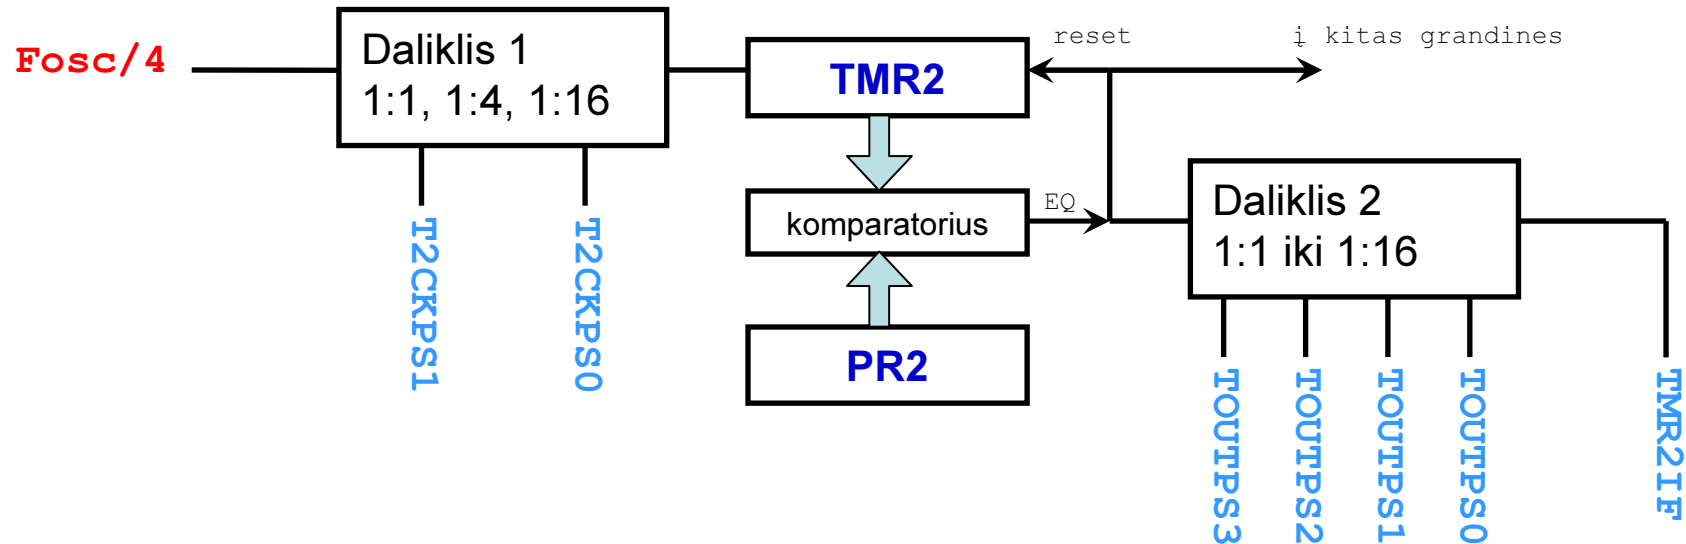 Fosc/4
Daliklis 1
1:1, 1:4, 1:16
T2CKPS1
T2CKPS0
TMR2
reset
į kitas grandines
komparatorius
EQ
PR2
Daliklis 2
1:1 iki 1:16
TOUTPS3
TOUTPS2
TOUTPS1
TOUTPS0
TMR2IF